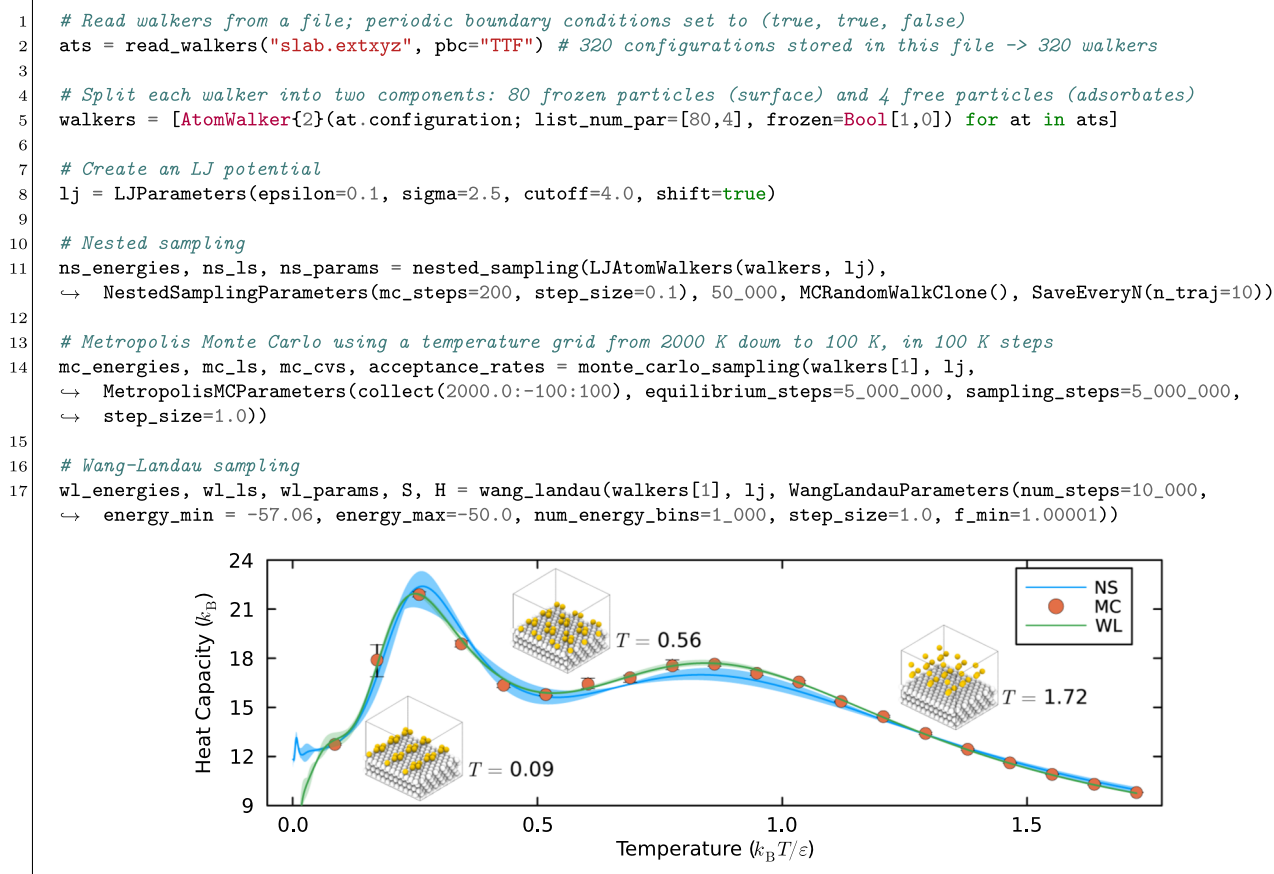 1 # Read walkers from a file; periodic boundary conditions set to (true, true, false)
2 ats = read_walkers("slab.extxyz", pbc="TTF") # 320 configurations stored in this file -> 320 walkers
3
4 # Split each walker into two components: 80 frozen particles (surface) and 4 free particles (adsorbates)
5 walkers = [AtomWalker{2}(at.configuration; list_num_par=[80,4], frozen=Bool[1,0]) for at in ats]
6
7 # Create an LJ potential
8 lj = LJParameters(epsilon=0.1, sigma=2.5, cutoff=4.0, shift=true)
9
10 # Nested sampling
11 ns_energies, ns_ls, ns_params = nested_sampling(LJAtomWalkers(walkers, lj),
↪ NestedSamplingParameters(mc_steps=200, step_size=0.1), 50_000, MCRandomWalkClone(), SaveEveryN(n_traj=10))
12
13 # Metropolis Monte Carlo using a temperature grid from 2000 K down to 100 K, in 100 K steps
14 mc_energies, mc_ls, mc_cvs, acceptance_rates = monte_carlo_sampling(walkers[1], lj,
↪ MetropolisMCParameters(collect(2000.0:-100:100), equilibrium_steps=5_000_000, sampling_steps=5_000_000,
↪ step_size=1.0))
15
16 # Wang-Landau sampling
17 wl_energies, wl_ls, wl_params, S, H = wang_landau(walkers[1], lj, WangLandauParameters(num_steps=10_000,
↪ energy_min = -57.06, energy_max=-50.0, num_energy_bins=1_000, step_size=1.0, f_min=1.00001))
24
21
18
15
12
9
Heat Capacity (k_B)
NS
MC
WL
T = 0.56
T = 1.72
T = 0.09
0.0 0.5 1.0 1.5
Temperature (k_B T/ε)